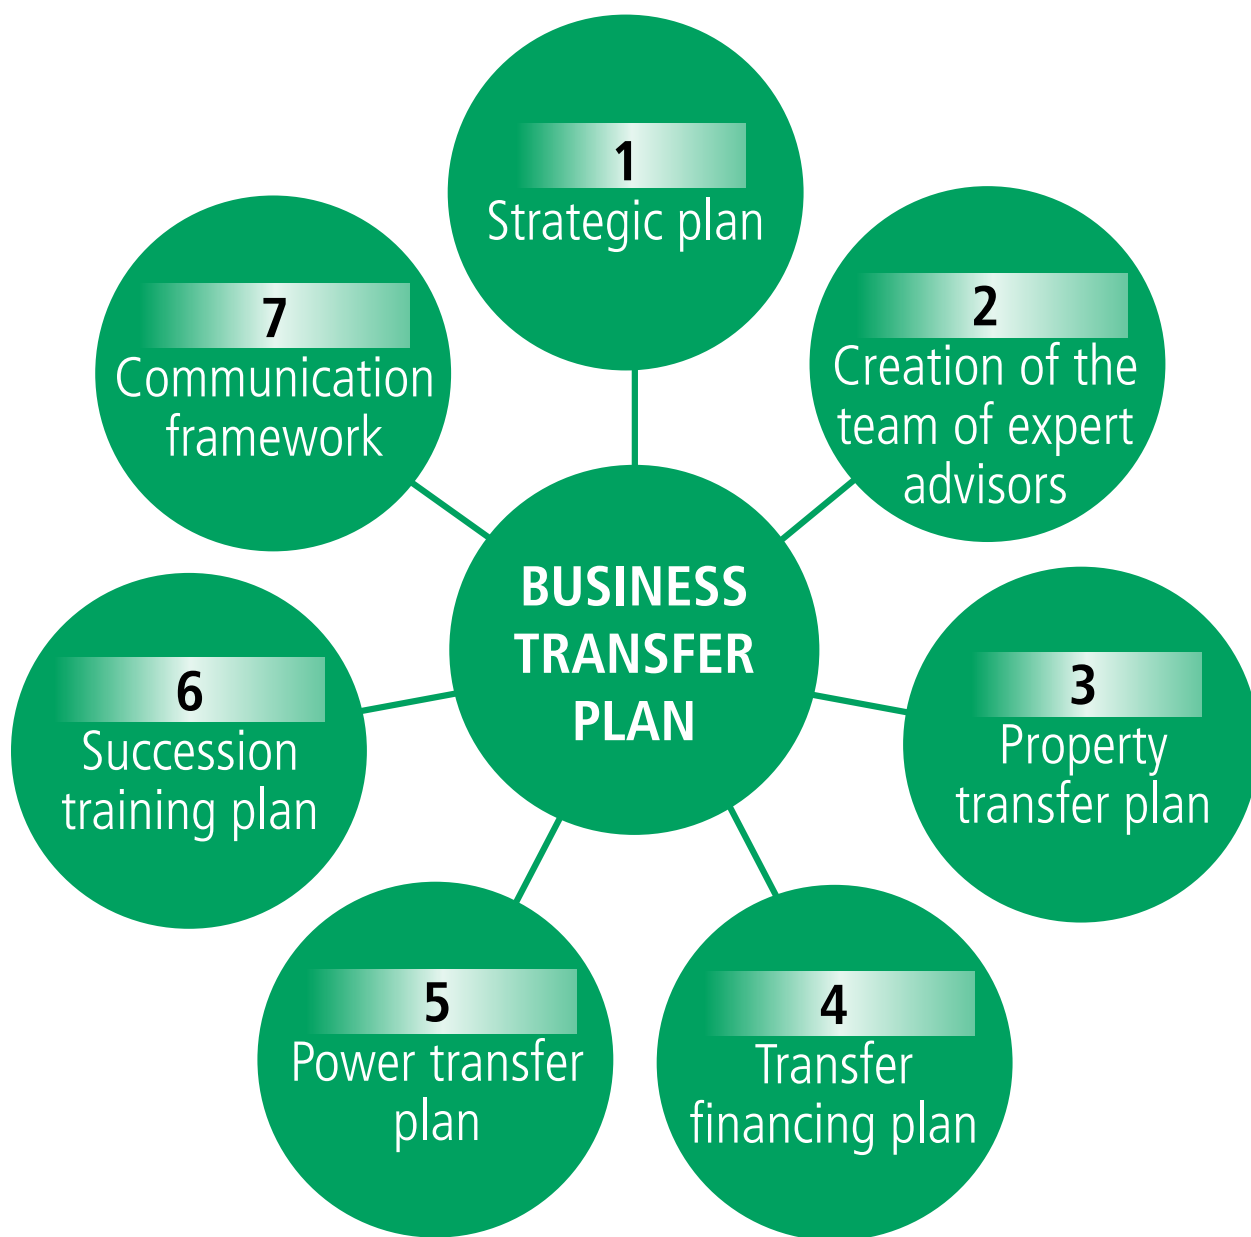 1
Strategic plan
2
Creation of the
team of expert
advisors
3
Property
transfer plan
4
Transfer
financing plan
5
Power transfer
plan
6
Succession
training plan
7
Communication
framework
BUSINESS
TRANSFER
PLAN